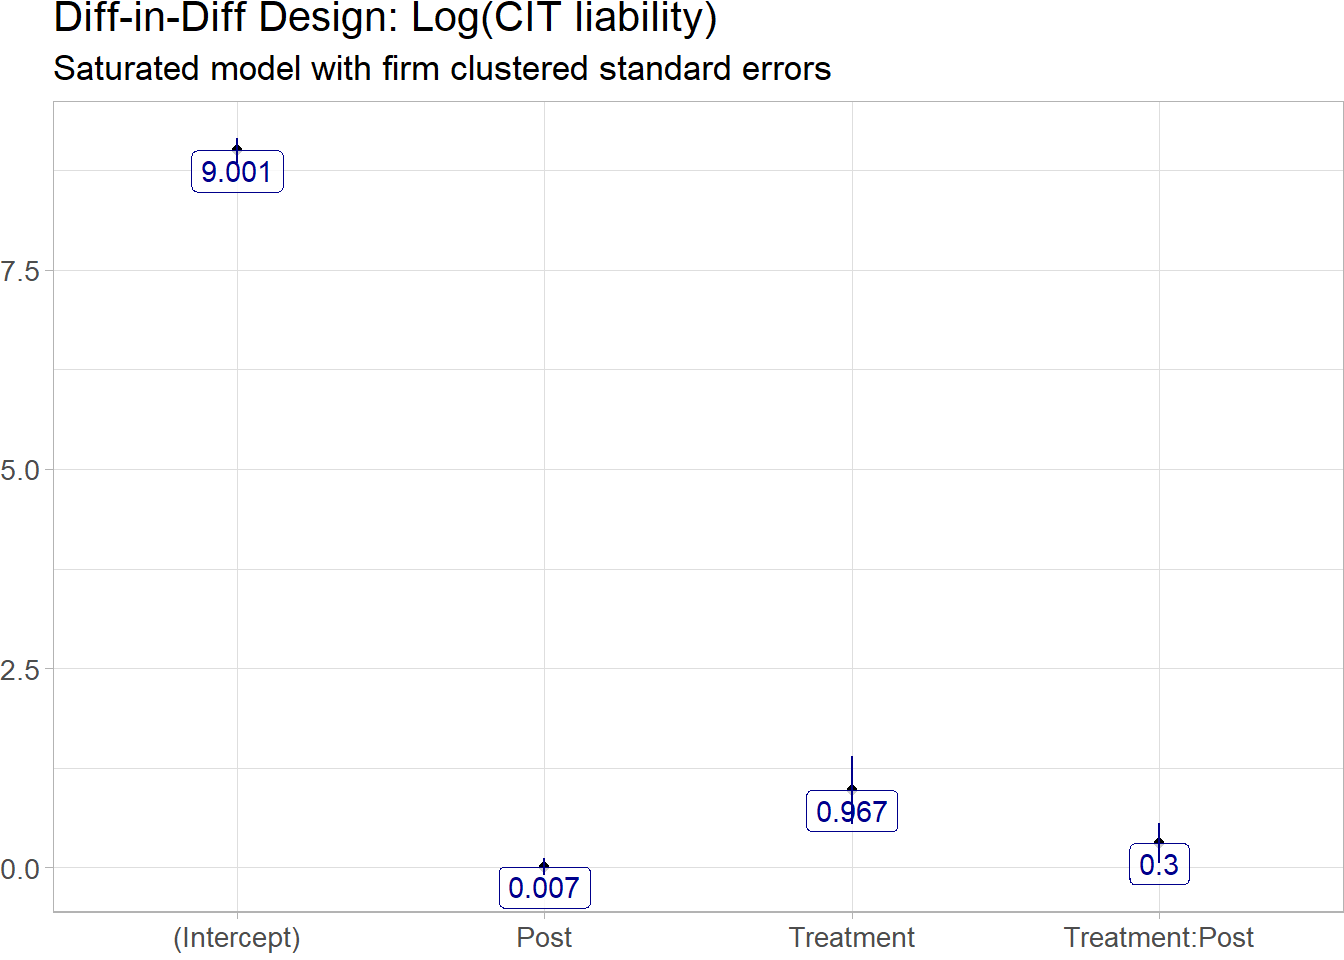 Diff-in-Diff Design: Log(CIT liability)
Saturated model with firm clustered standard errors
9.001
7.5
5.0
2.5
0.967
0.3
0.0
0.007
(Intercept) Post Treatment Treatment:Post